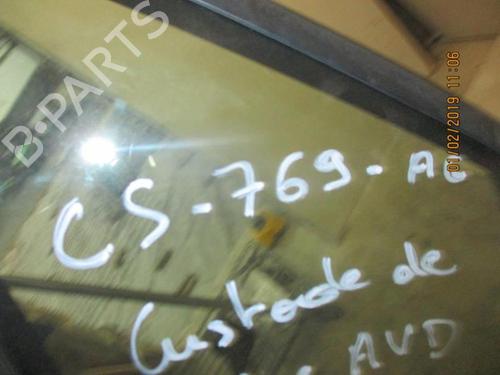 B-PARTS
01/02/2019 11:06
CS-769-AC
Custode de
AVD